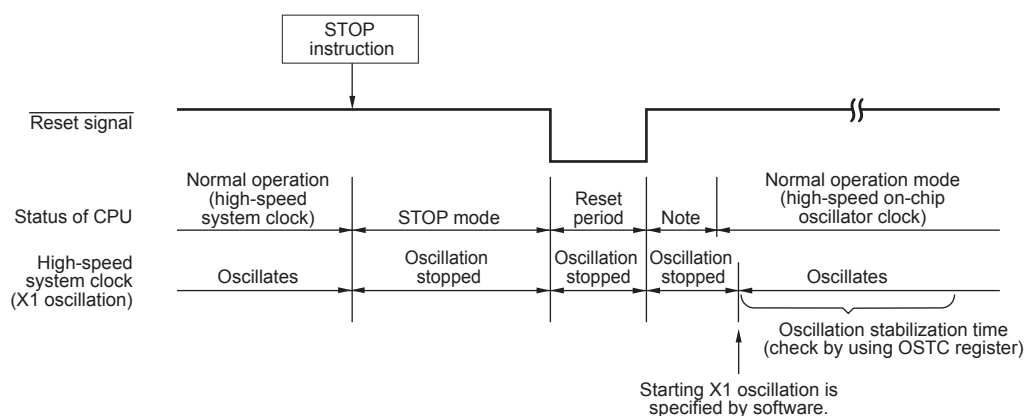 STOP
instruction
Reset signal
Normal operation
(high-speed
system clock)
Normal operation mode
(high-speed on-chip
oscillator clock)
Reset
period
Status of CPU
STOP mode
Note
High-speed
system clock
(X1 oscillation)
Oscillates
Oscillation
stopped
Oscillation
stopped
Oscillation
stopped
Oscillates
Oscillation stabilization time
(check by using OSTC register)
Starting X1 oscillation is
specified by software.